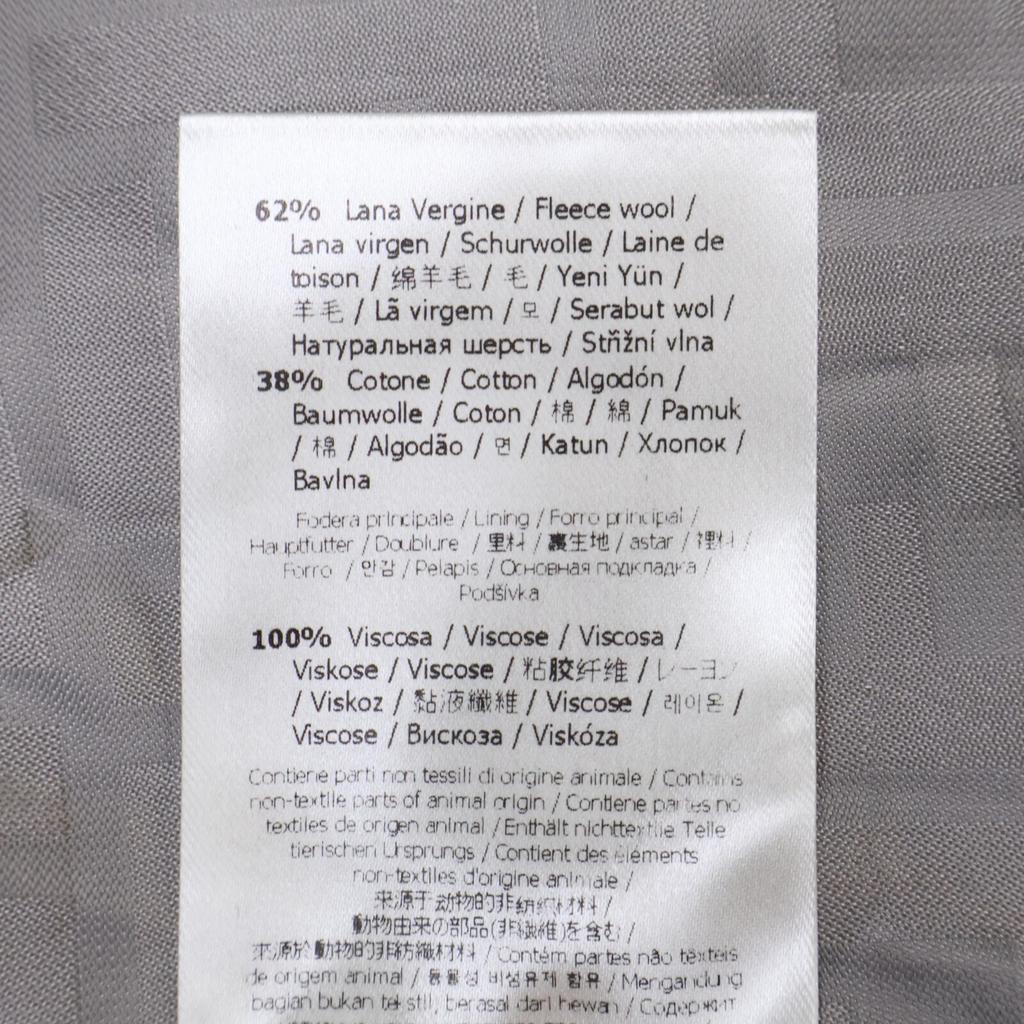 62% Lana Vergine / Fleece wool /
Lana virgen / Schurwolle / Laine de
toison / 绵羊毛 / 毛 / Yeni Yün /
羊毛 / Lã virgem / 모 / Serabut wol /
Натуральная шерсть / Střižní vlna
38% Cotone / Cotton / Algodón /
Baumwolle / Coton / 棉 / 綿 / Pamuk
/ 棉 / Algodão / 면 / Katun / Хлопок /
Bavlna
Fodera principale / Lining / Forro principal /
Hauptfutter / Doublure / 里料 / 裏生地 / astar / 裡料 /
Forro / 안감 / Pelapis / Основная подкладка /
Podšívka
100% Viscosa / Viscose / Viscosa /
Viskose / Viscose / 粘胶纤维 / レーヨン
/ Viskoz / 黏液纖維 / Viscose / 레이온 /
Viscose / Вискоза / Viskóza
Contiene parti non tessili di origine animale / Contains
non-textile parts of animal origin / Contiene partes no
textiles de origen animal / Enthält nichttextile Teile
tierischen Ursprungs / Contient des éléments
non-textiles d'origine animale /
来源于动物的非纺织材料 /
動物由来の部品(非繊維)を含む /
來源於動物的非紡織材料 / Contém partes não têxteis
de origem animal / 동물성 비섬유제 함유 / Mengandung
bagian bukan tekstil, berasal dari hewan / Содержит